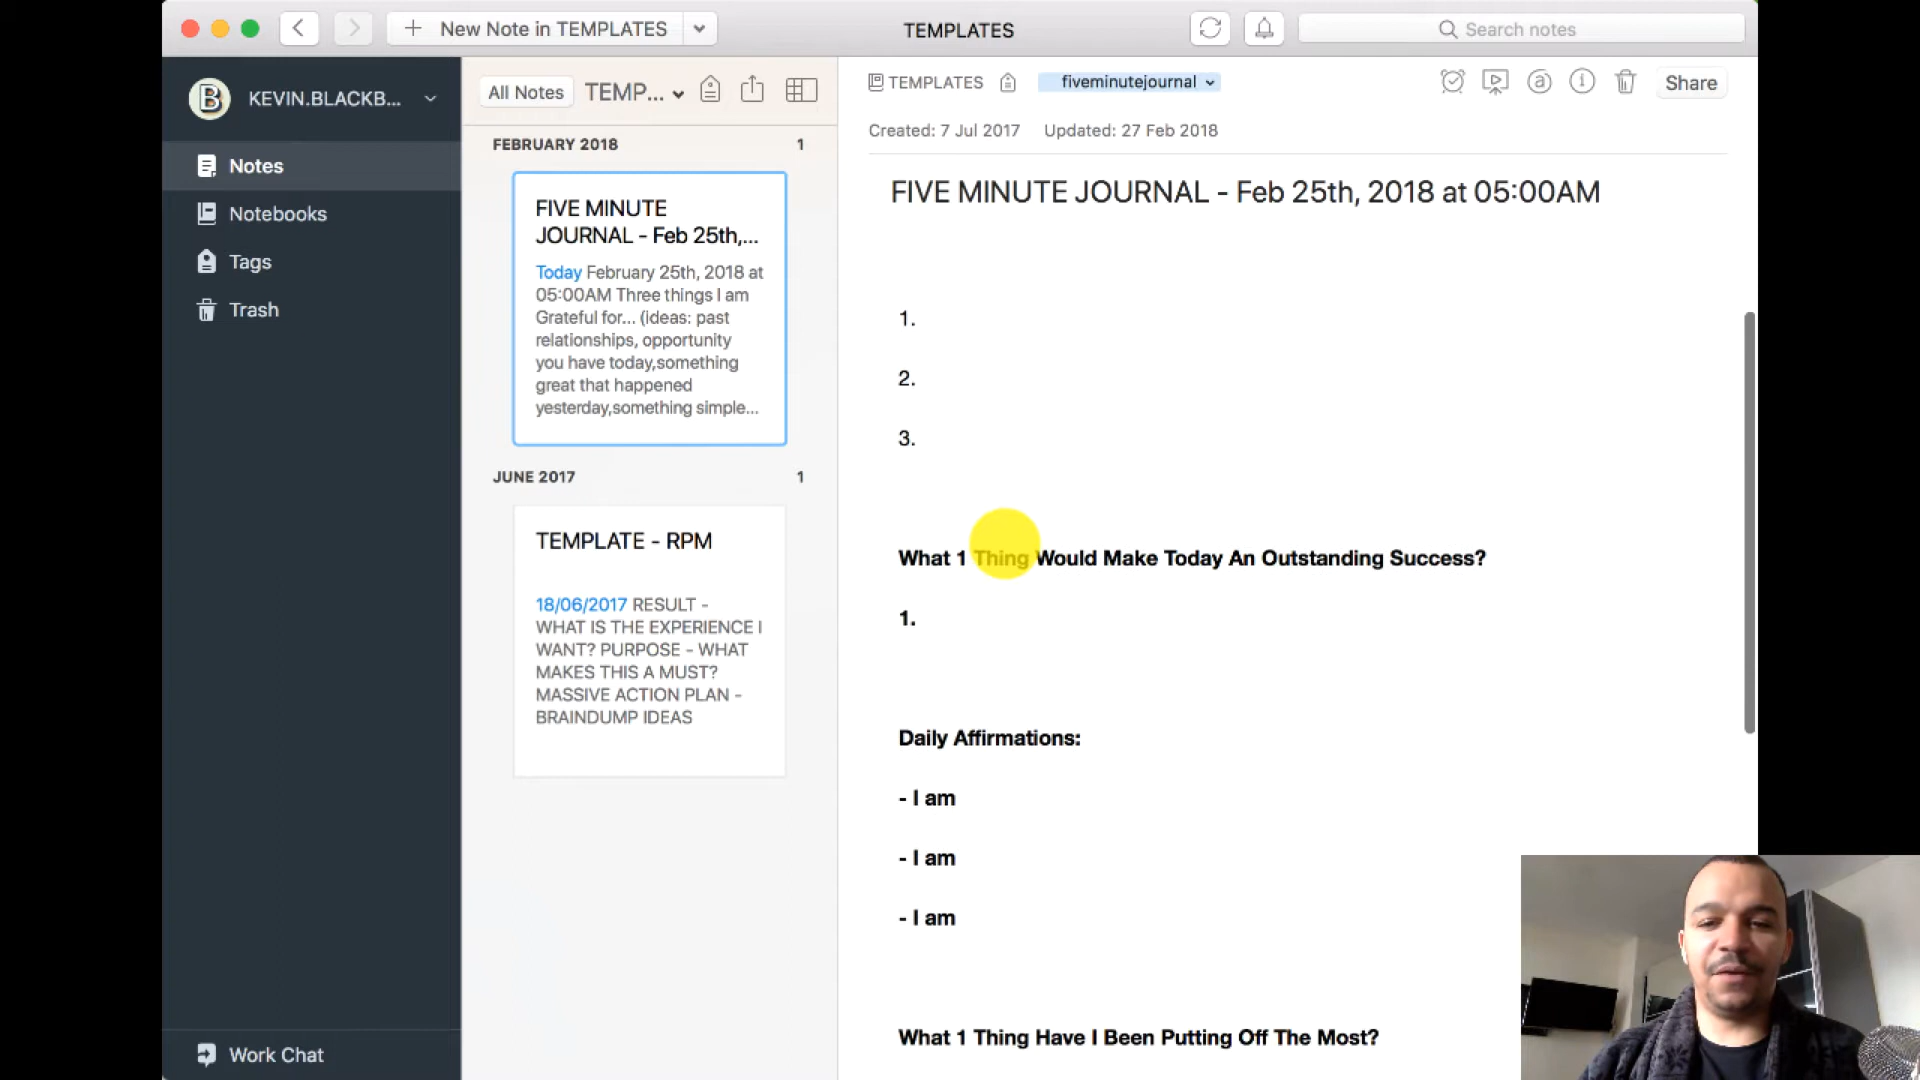 New Note in TEMPLATES
TEMPLATES
Search notes
B
KEVIN.BLACKB...
Notes
Notebooks
Tags
Trash
Work Chat
All Notes
TEMP...
FEBRUARY 2018
1
FIVE MINUTE
JOURNAL - Feb 25th,...
Today February 25th, 2018 at
05:00AM Three things I am
Grateful for... (ideas: past
relationships, opportunity
you have today,something
great that happened
yesterday,something simple...
JUNE 2017
1
TEMPLATE - RPM
18/06/2017 RESULT -
WHAT IS THE EXPERIENCE I
WANT? PURPOSE - WHAT
MAKES THIS A MUST?
MASSIVE ACTION PLAN -
BRAINDUMP IDEAS
TEMPLATES
fiveminutejournal
Share
Created: 7 Jul 2017 Updated: 27 Feb 2018
FIVE MINUTE JOURNAL - Feb 25th, 2018 at 05:00AM
1.
2.
3.
What 1 Thing Would Make Today An Outstanding Success?
1.
Daily Affirmations:
- I am
- I am
- I am
What 1 Thing Have I Been Putting Off The Most?